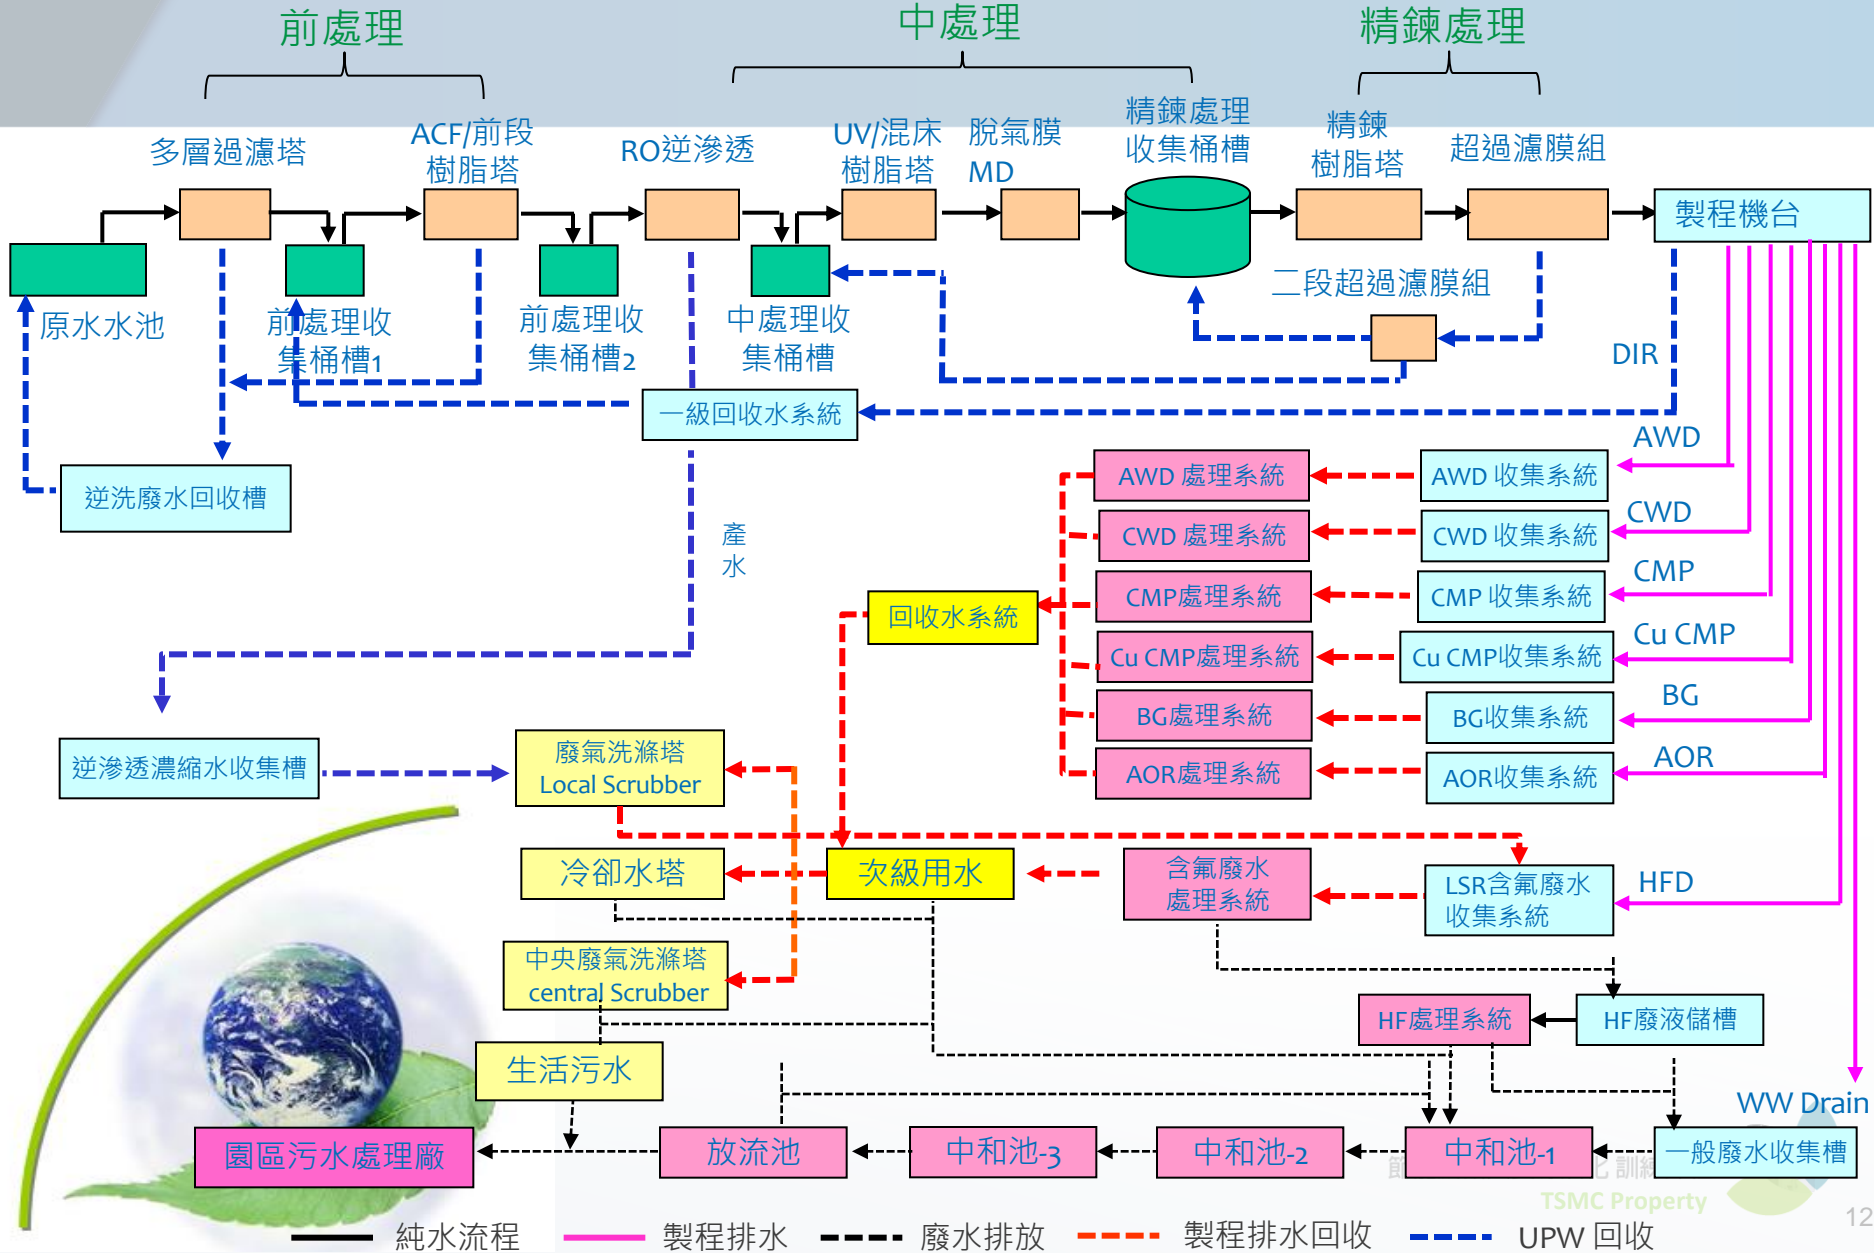 前處理
中處理
精鍊處理
多層過濾塔
ACF/前段
樹脂塔
RO逆滲透
UV/混床
樹脂塔
脫氣膜
MD
精鍊處理
收集桶槽
精鍊
樹脂塔
超過濾膜組
製程機台
原水水池
前處理收
集桶槽1
前處理收
集桶槽2
中處理收
集桶槽
二段超過濾膜組
DIR
一級回收水系統
逆洗廢水回收槽
產
水
AWD
AWD 處理系統
AWD 收集系統
CWD
CWD 處理系統
CWD 收集系統
CMP
CMP處理系統
CMP 收集系統
回收水系統
Cu CMP
Cu CMP處理系統
Cu CMP收集系統
BG
BG處理系統
BG收集系統
AOR
AOR處理系統
AOR收集系統
逆滲透濃縮水收集槽
廢氣洗滌塔
Local Scrubber
冷卻水塔
次級用水
含氟廢水
處理系統
LSR含氟廢水
收集系統
HFD
中央廢氣洗滌塔
central Scrubber
HF處理系統
HF廢液儲槽
生活污水
WW Drain
園區污水處理廠
放流池
中和池-3
中和池-2
中和池-1
一般廢水收集槽
節
化 訓練
TSMC Property
12
純水流程
製程排水
廢水排放
製程排水回收
UPW 回收